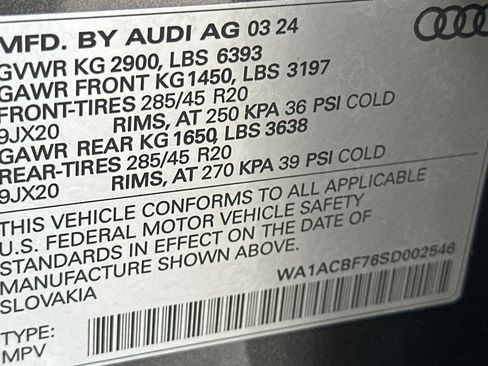 MFD. BY AUDI AG 03 24
GVWR KG 2900, LBS 6393
GAWR FRONT KG1450, LBS 3197
FRONT-TIRES 285/45 R20
9JX20 RIMS, AT 250 KPA 36 PSI COLD
GAWR REAR KG 1650, LBS 3638
REAR-TIRES 285/45 R20
9JX20 RIMS, AT 270 KPA 39 PSI COLD
THIS VEHICLE CONFORMS TO ALL APPLICABLE
U.S. FEDERAL MOTOR VEHICLE SAFETY
STANDARDS IN EFFECT ON THE DATE OF
MANUFACTURE SHOWN ABOVE.
SLOVAKIA
WA1ACBF76SD002546
TYPE:
MPV